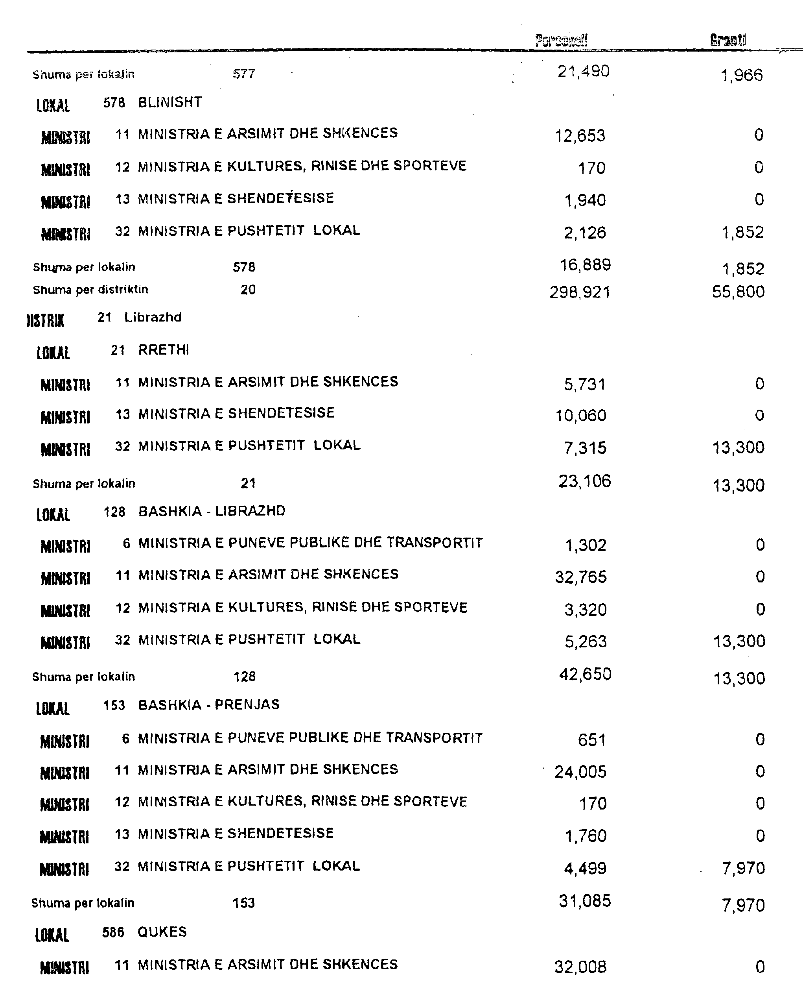 Personeli Granti
Shuma per lokalin 577 21,490 1,966
LOKAL 578 BLINISHT
MINISTRI 11 MINISTRIA E ARSIMIT DHE SHKENCES 12,653 0
MINISTRI 12 MINISTRIA E KULTURES, RINISE DHE SPORTEVE 170 0
MINISTRI 13 MINISTRIA E SHENDETESISE 1,940 0
MINISTRI 32 MINISTRIA E PUSHTETIT LOKAL 2,126 1,852
Shuma per lokalin 578 16,889 1,852
Shuma per distriktin 20 298,921 55,800
DISTRIK 21 Librazhd
LOKAL 21 RRETHI
MINISTRI 11 MINISTRIA E ARSIMIT DHE SHKENCES 5,731 0
MINISTRI 13 MINISTRIA E SHENDETESISE 10,060 0
MINISTRI 32 MINISTRIA E PUSHTETIT LOKAL 7,315 13,300
Shuma per lokalin 21 23,106 13,300
LOKAL 128 BASHKIA - LIBRAZHD
MINISTRI 6 MINISTRIA E PUNEVE PUBLIKE DHE TRANSPORTIT 1,302 0
MINISTRI 11 MINISTRIA E ARSIMIT DHE SHKENCES 32,765 0
MINISTRI 12 MINISTRIA E KULTURES, RINISE DHE SPORTEVE 3,320 0
MINISTRI 32 MINISTRIA E PUSHTETIT LOKAL 5,263 13,300
Shuma per lokalin 128 42,650 13,300
LOKAL 153 BASHKIA - PRENJAS
MINISTRI 6 MINISTRIA E PUNEVE PUBLIKE DHE TRANSPORTIT 651 0
MINISTRI 11 MINISTRIA E ARSIMIT DHE SHKENCES 24,005 0
MINISTRI 12 MINISTRIA E KULTURES, RINISE DHE SPORTEVE 170 0
MINISTRI 13 MINISTRIA E SHENDETESISE 1,760 0
MINISTRI 32 MINISTRIA E PUSHTETIT LOKAL 4,499 7,970
Shuma per lokalin 153 31,085 7,970
LOKAL 586 QUKES
MINISTRI 11 MINISTRIA E ARSIMIT DHE SHKENCES 32,008 0